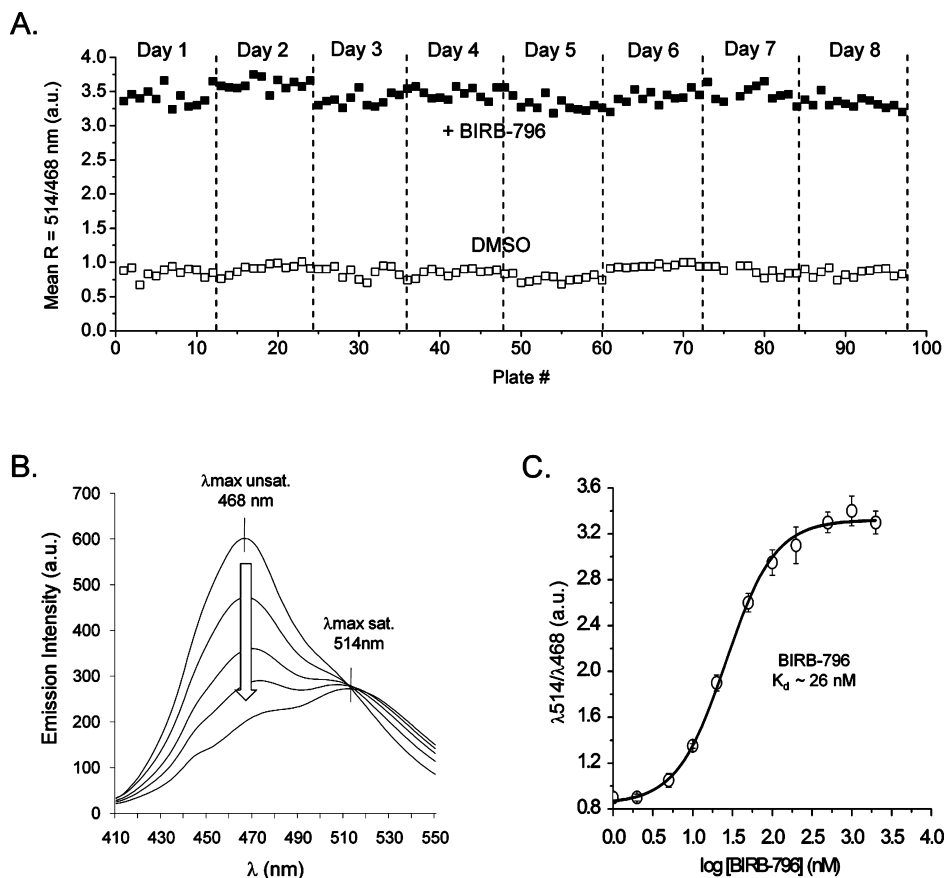 A.
Day 1 Day 2 Day 3 Day 4 Day 5 Day 6 Day 7 Day 8
4.0
3.5
3.0
2.5
2.0
1.5
1.0
0.5
0.0
Mean R = 514/468 nm (a.u.)
+ BIRB-796
DMSO
0 10 20 30 40 50 60 70 80 90 100
Plate #
B.
λmax unsat.
468 nm
λmax sat.
514nm
700
600
500
400
300
200
100
0
Emission Intensity (a.u.)
410 430 450 470 490 510 530 550
λ (nm)
C.
3.6
3.2
2.8
2.4
2.0
1.6
1.2
0.8
λ514/λ468 (a.u.)
BIRB-796
Kd ~ 26 nM
0.0 0.5 1.0 1.5 2.0 2.5 3.0 3.5 4.0
log [BIRB-796] (nM)